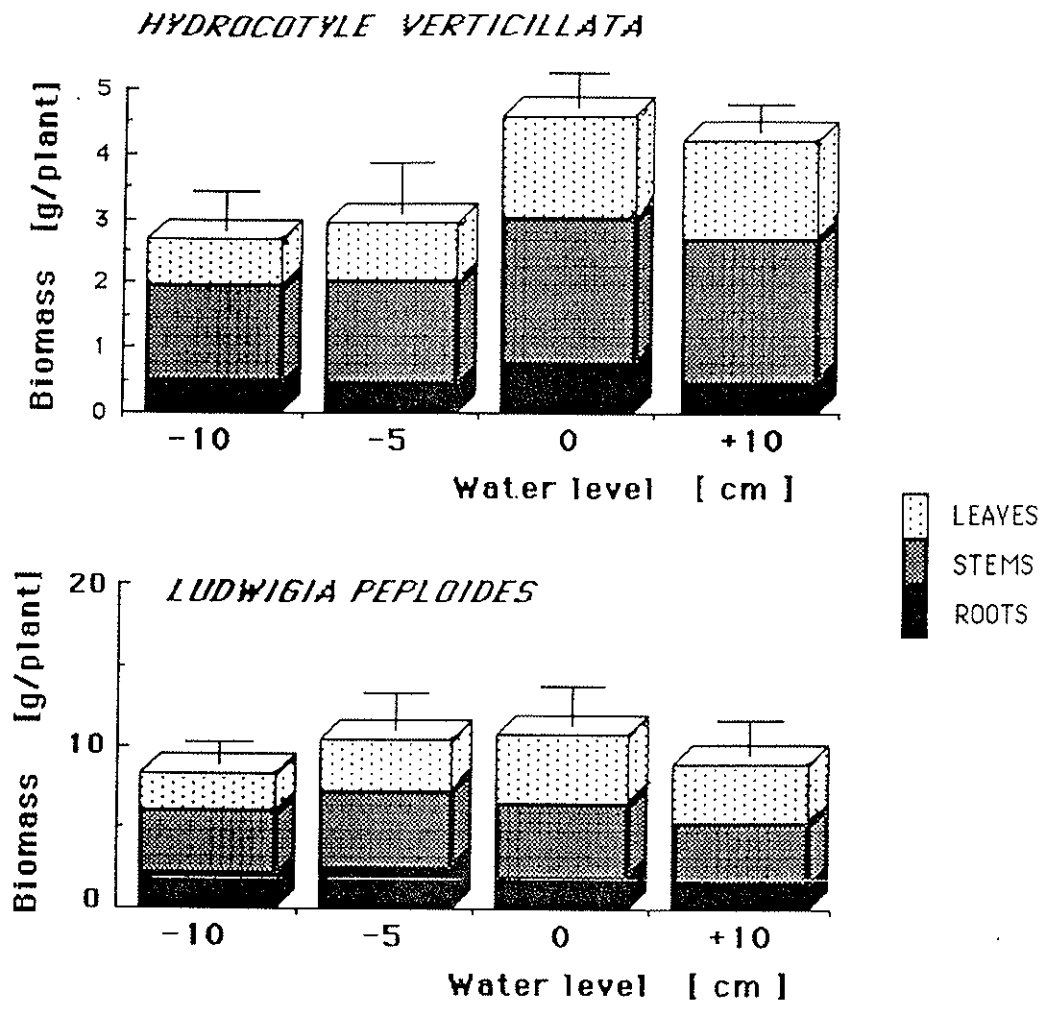 HYDROCOTYLE VERTICILLATA
Biomass [g/plant]
5
4
3
2
1
0
-10 -5 0 +10
Water level [ cm ]
LEAVES
STEMS
ROOTS
LUDWIGIA PEPLOIDES
Biomass [g/plant]
20
10
0
-10 -5 0 +10
Water level [ cm ]